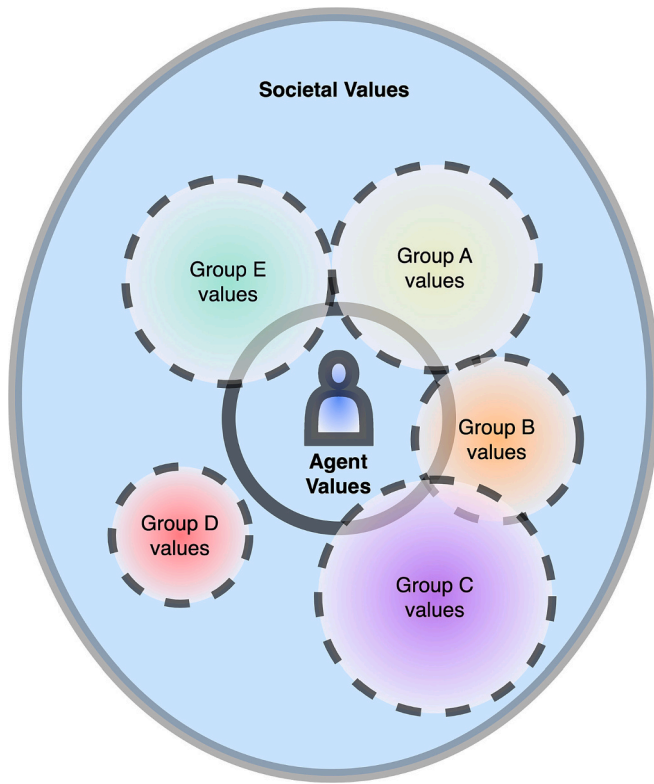 Societal Values
Group E
values
Group A
values
Group B
values
Agent
Values
Group D
values
Group C
values